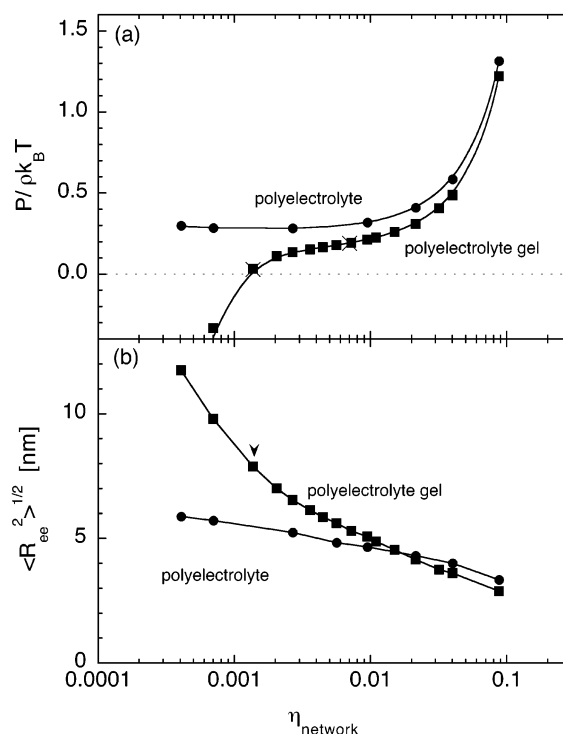 (a)
1.5
1.0
0.5
0.0
P/ρk_BT
polyelectrolyte
polyelectrolyte gel
(b)
10
5
0
<R_ee^2>^1/2 [nm]
polyelectrolyte gel
polyelectrolyte
0.0001 0.001 0.01 0.1
η_network